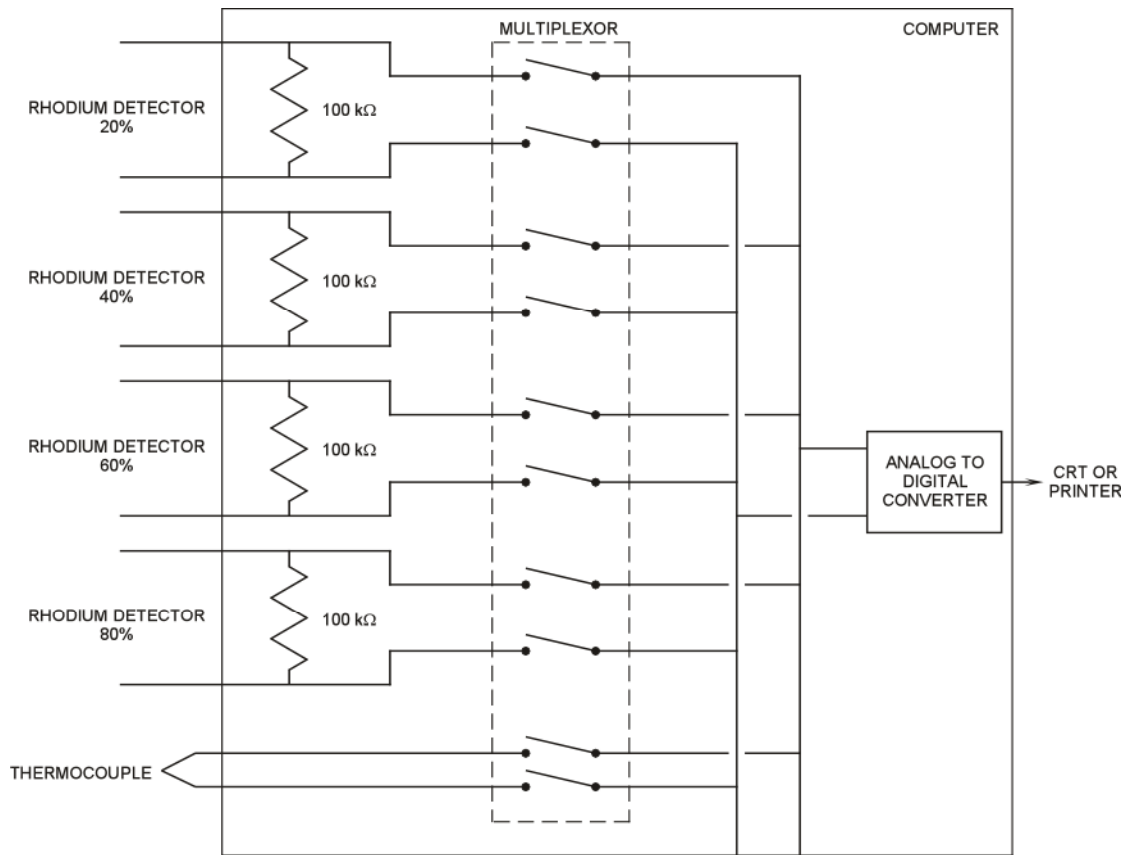 MULTIPLEXOR
COMPUTER
RHODIUM DETECTOR
20%
100 kΩ
RHODIUM DETECTOR
40%
100 kΩ
RHODIUM DETECTOR
60%
100 kΩ
ANALOG TO
DIGITAL
CONVERTER
CRT OR
PRINTER
RHODIUM DETECTOR
80%
100 kΩ
THERMOCOUPLE